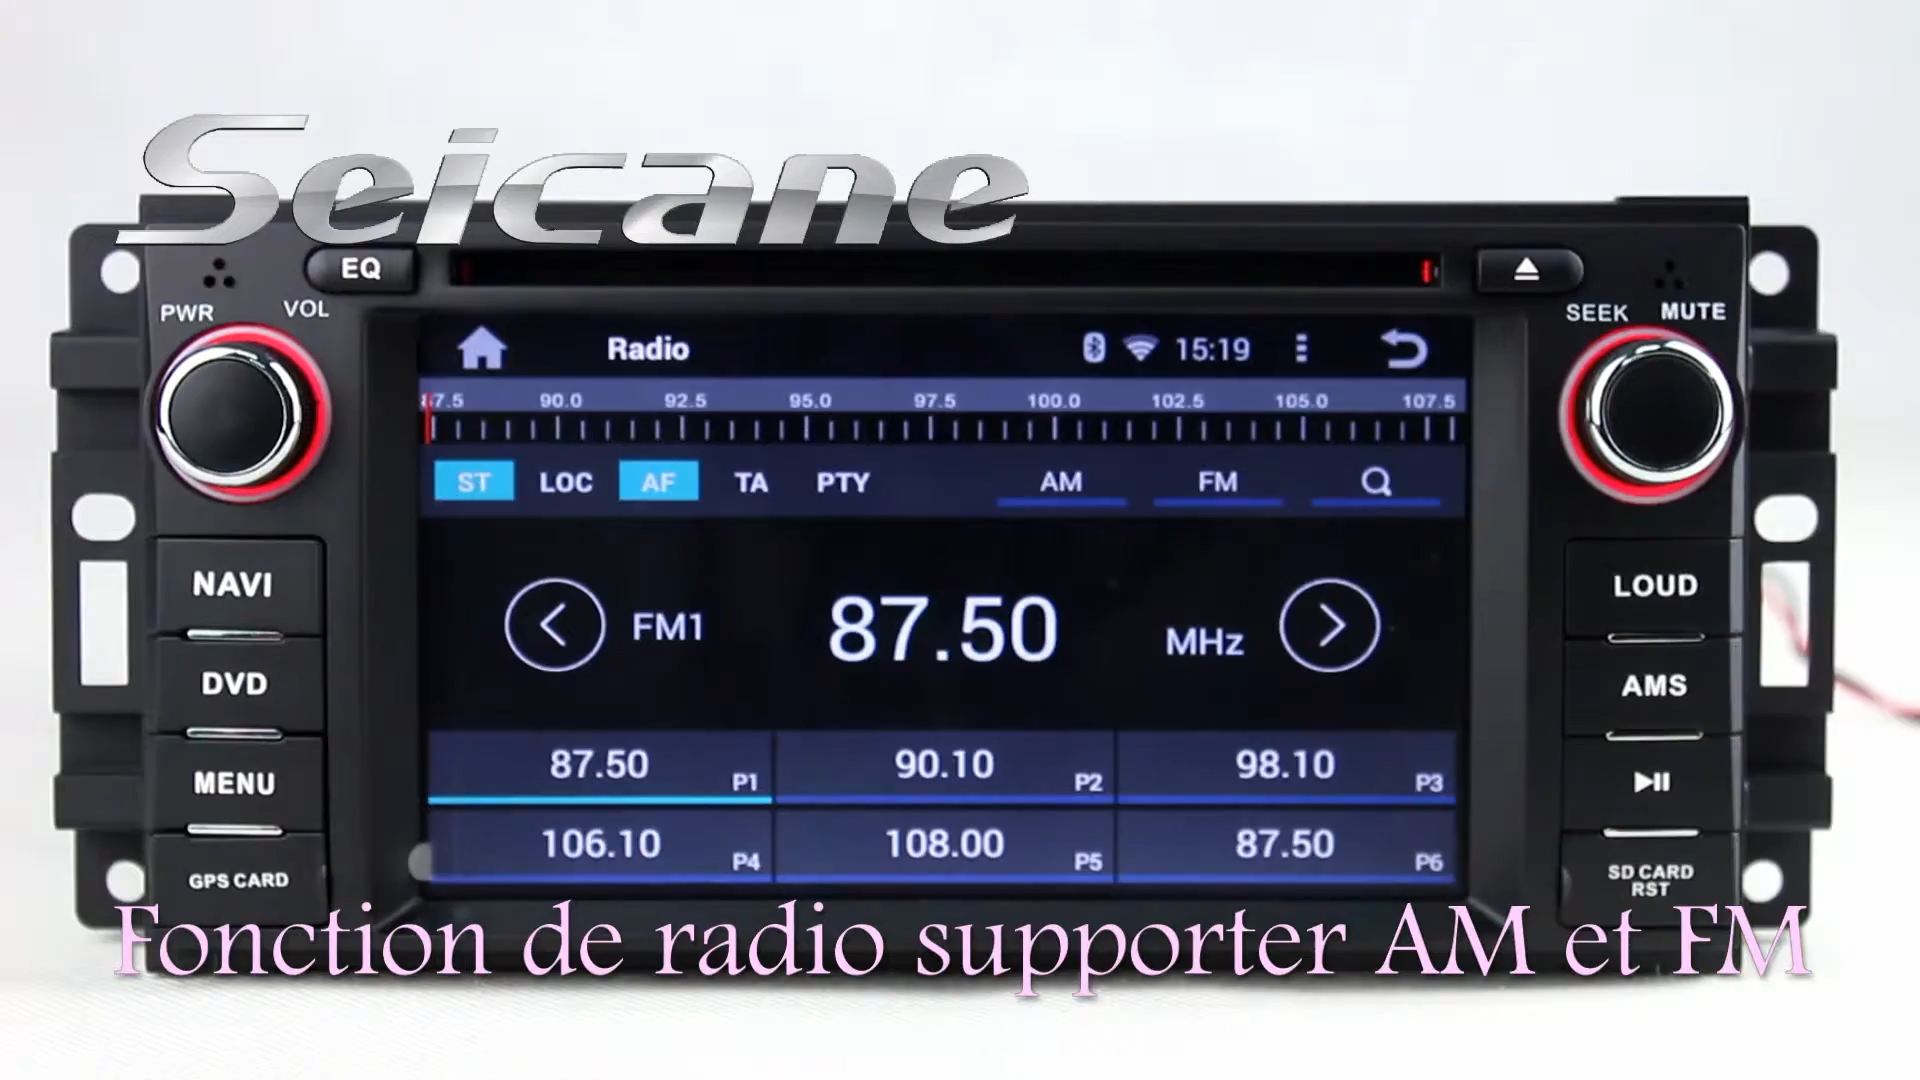 Seicane
EQ
PWR VOL
SEEK MUTE
Radio 15:19
87.5 90.0 92.5 95.0 97.5 100.0 102.5 105.0 107.5
ST LOC AF TA PTY AM FM
NAVI
LOUD
FM1 87.50 MHz
DVD
AMS
MENU
87.50 P1 90.10 P2 98.10 P3
106.10 P4 108.00 P5 87.50 P6
GPS CARD
SD CARD
RST
Fonction de radio supporter AM et FM